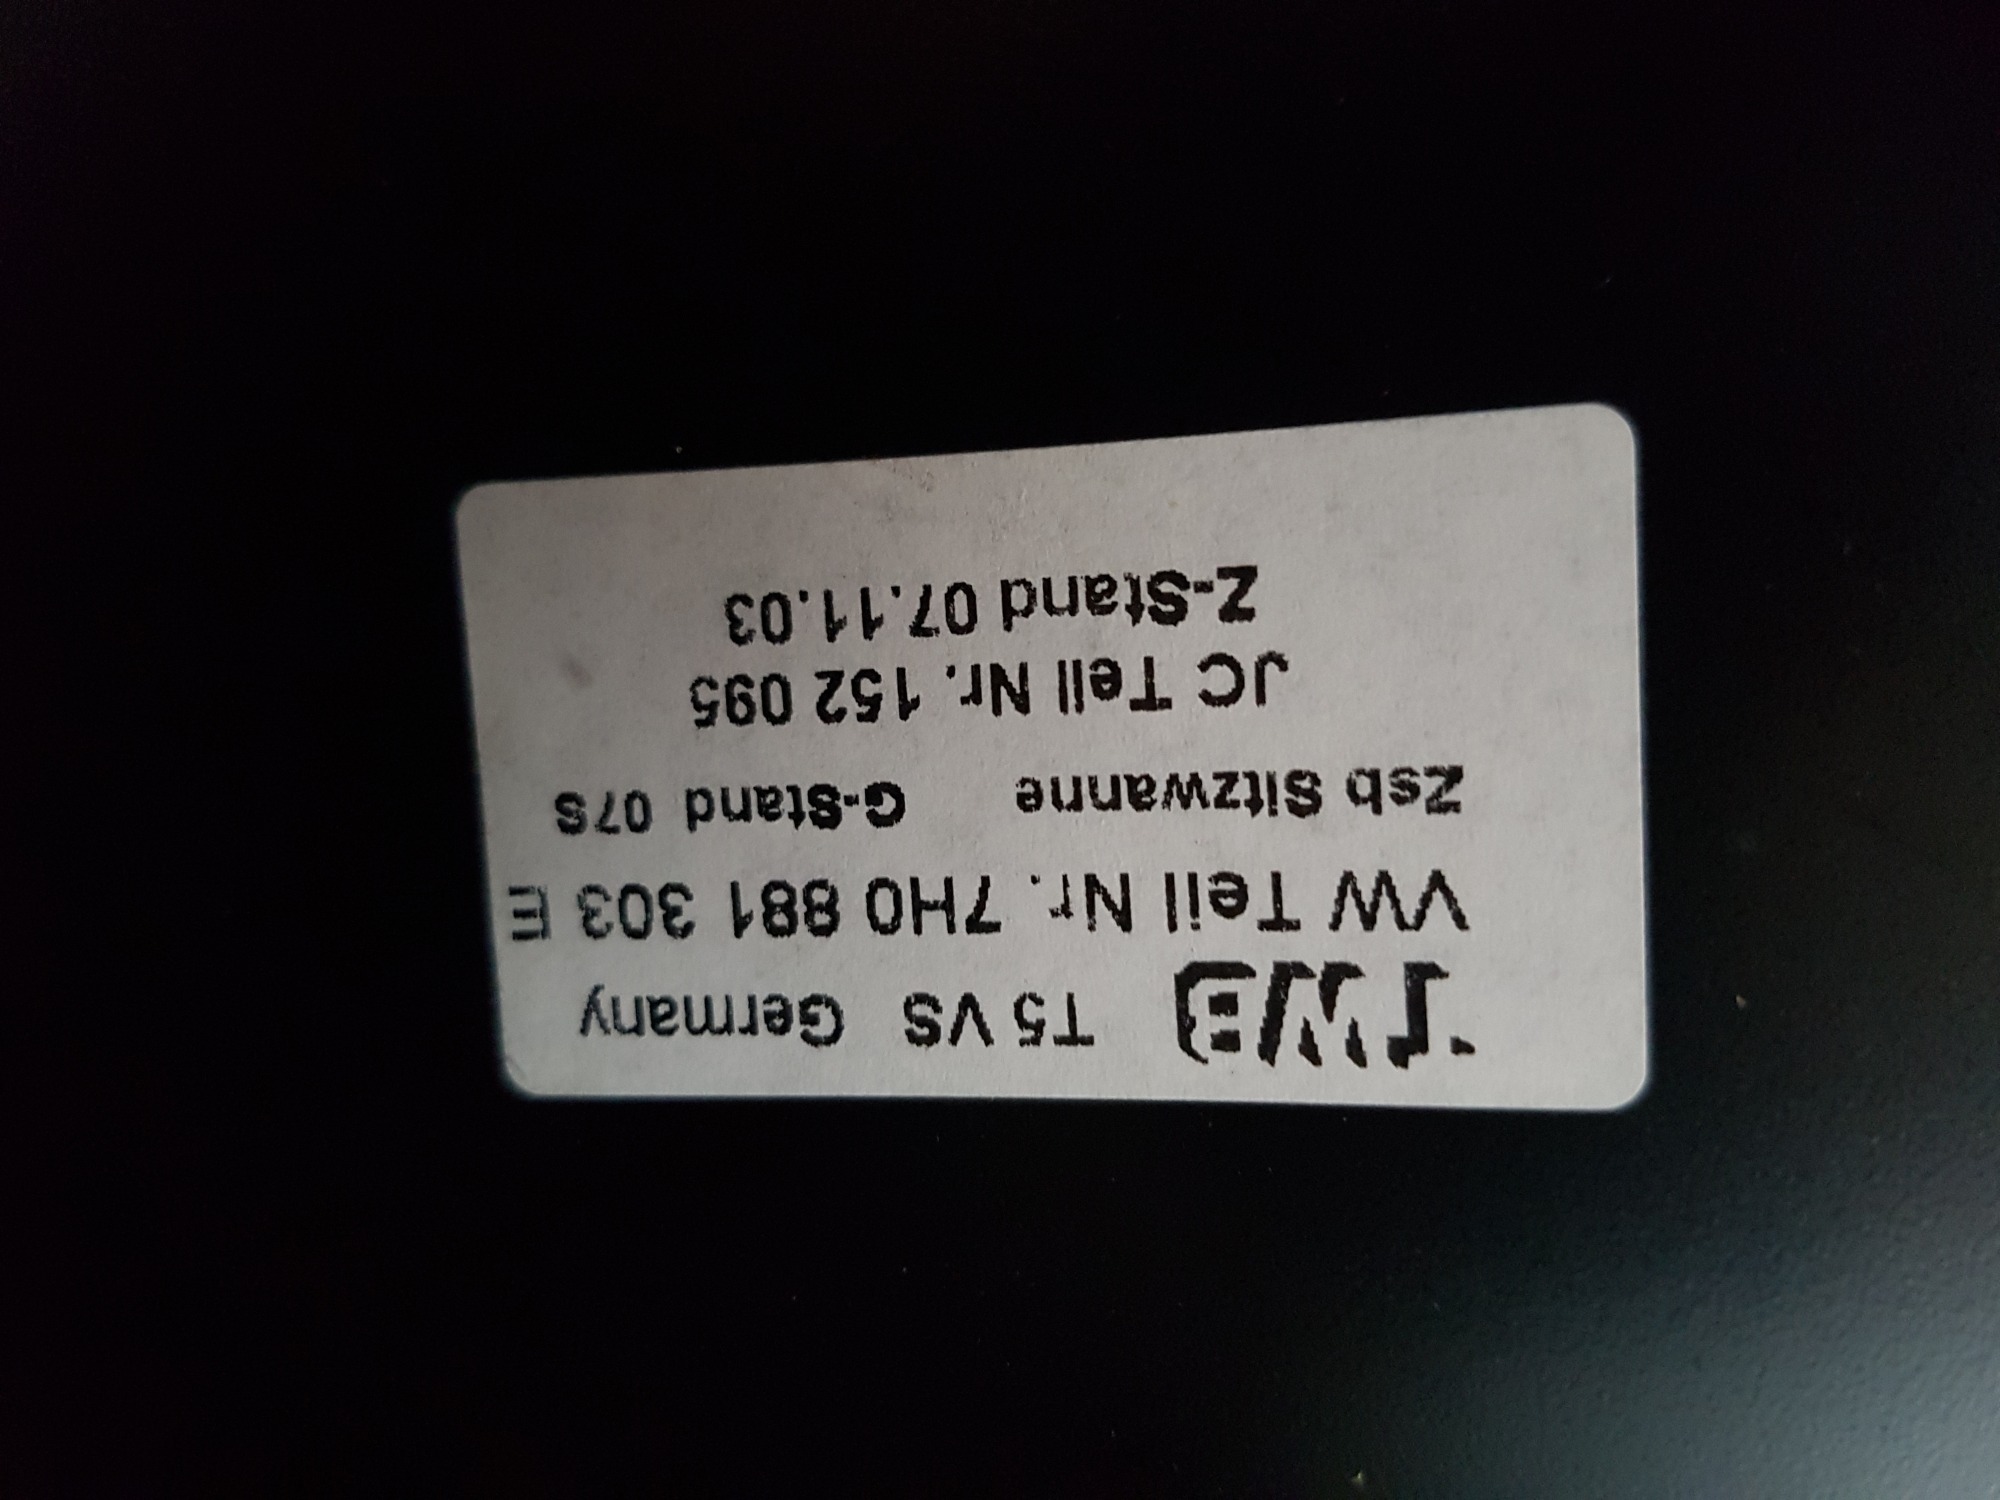 TWB T5 VS Germany
VW Teil Nr. 7H0 881 303 E
Zsb Sitzwanne G-Stand 07S
JC Teil Nr. 152 095
Z-Stand 07.11.03